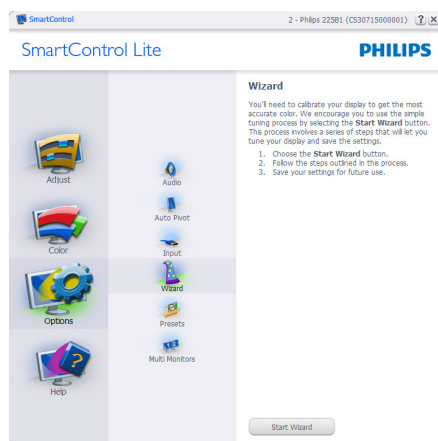 SmartControl
2 - Philips 225B1 (CS30715000001)
SmartControl Lite
PHILIPS
Adjust
Color
Options
Help
Audio
Auto Pivot
Input
Wizard
Presets
Multi Monitors
Wizard
You'll need to calibrate your display to get the most
accurate color. We encourage you to use the simple
tuning process by selecting the Start Wizard button.
This process involves a series of steps that will let you
tune your display and save the settings.
1. Choose the Start Wizard button.
2. Follow the steps outlined in this process.
3. Save your settings for future use.
Start Wizard